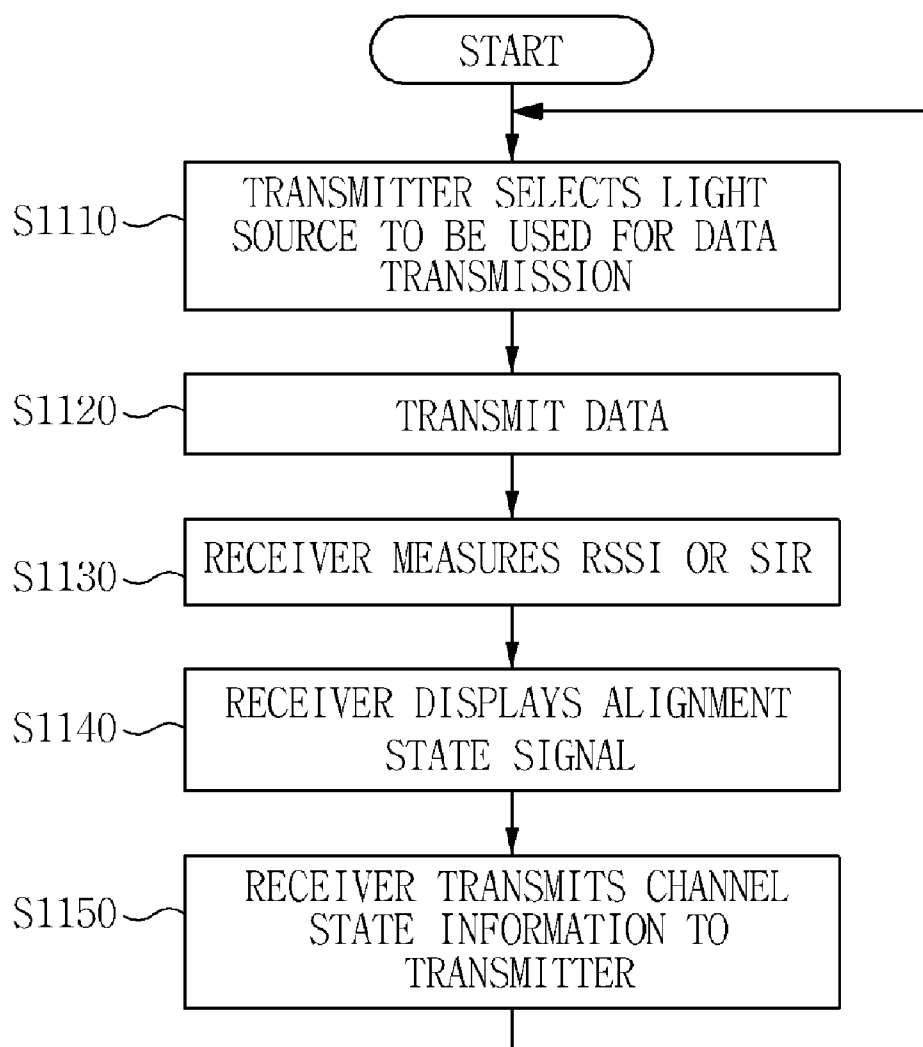 START
S1110
TRANSMITTER SELECTS LIGHT
SOURCE TO BE USED FOR DATA
TRANSMISSION
S1120
TRANSMIT DATA
S1130
RECEIVER MEASURES RSSI OR SIR
S1140
RECEIVER DISPLAYS ALIGNMENT
STATE SIGNAL
S1150
RECEIVER TRANSMITS CHANNEL
STATE INFORMATION TO
TRANSMITTER